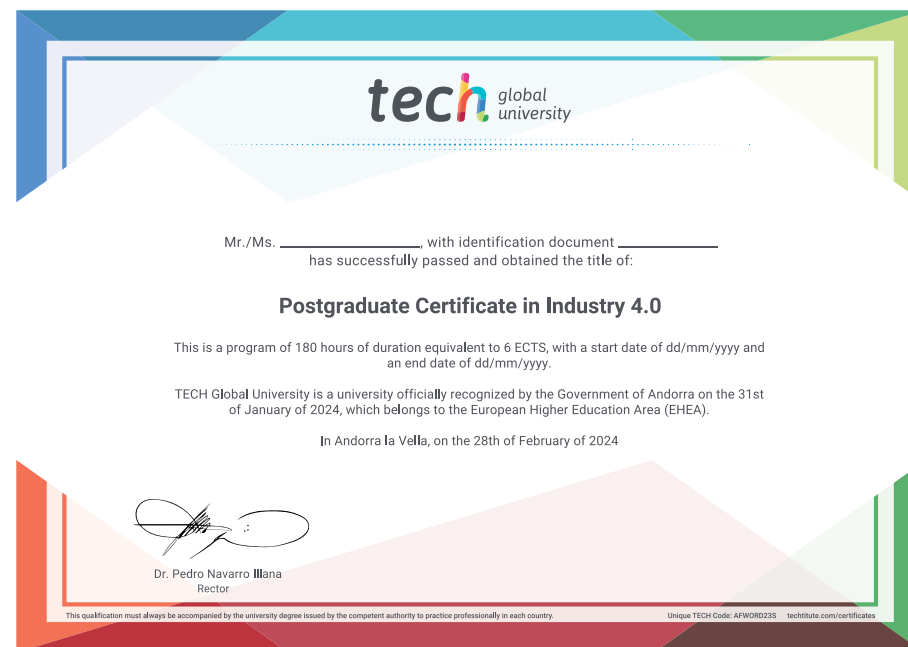 tech global university
Mr./Ms. ____________________, with identification document ______________
has successfully passed and obtained the title of:
Postgraduate Certificate in Industry 4.0
This is a program of 180 hours of duration equivalent to 6 ECTS, with a start date of dd/mm/yyyy and
an end date of dd/mm/yyyy.
TECH Global University is a university officially recognized by the Government of Andorra on the 31st
of January of 2024, which belongs to the European Higher Education Area (EHEA).
In Andorra la Vella, on the 28th of February of 2024
Dr. Pedro Navarro Illana
Rector
This qualification must always be accompanied by the university degree issued by the competent authority to practice professionally in each country.
Unique TECH Code: AFWORD23S techtitute.com/certificates